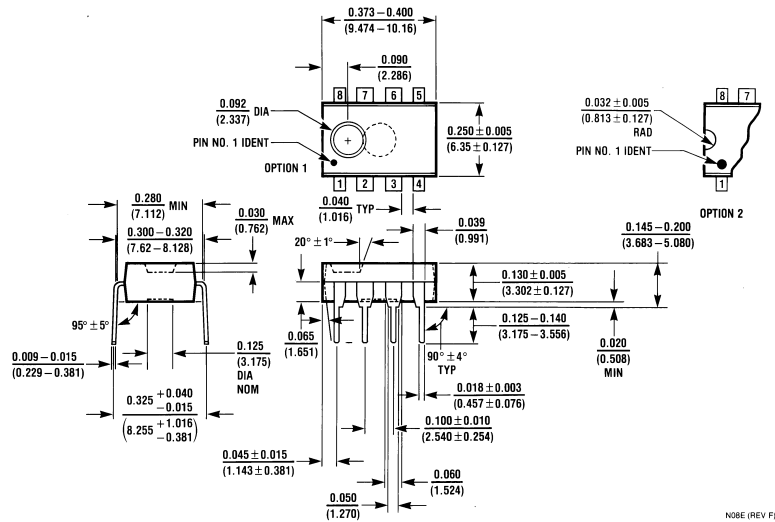 0.373 – 0.400
(9.474 – 10.16)
0.090
(2.286)
8 7 6 5
0.092 DIA
(2.337)
PIN NO. 1 IDENT
OPTION 1
0.250 ± 0.005
(6.35 ± 0.127)
1 2 3 4
8 7
0.032 ± 0.005
(0.813 ± 0.127)
RAD
PIN NO. 1 IDENT
1
OPTION 2
0.280 MIN
(7.112)
0.300 – 0.320
(7.62 – 8.128)
0.030 MAX
(0.762)
0.040 TYP
(1.016)
0.039
(0.991)
20° ± 1°
0.145 – 0.200
(3.683 – 5.080)
0.130 ± 0.005
(3.302 ± 0.127)
95° ± 5°
0.009 – 0.015
(0.229 – 0.381)
0.125
(3.175)
DIA
NOM
0.065
(1.651)
90° ± 4°
TYP
0.125 – 0.140
(3.175 – 3.556)
0.020
(0.508)
MIN
0.325 +0.040
–0.015
(8.255 +1.016
–0.381)
0.018 ± 0.003
(0.457 ± 0.076)
0.100 ± 0.010
(2.540 ± 0.254)
0.045 ± 0.015
(1.143 ± 0.381)
0.060
(1.524)
0.050
(1.270)
N08E (REV F)